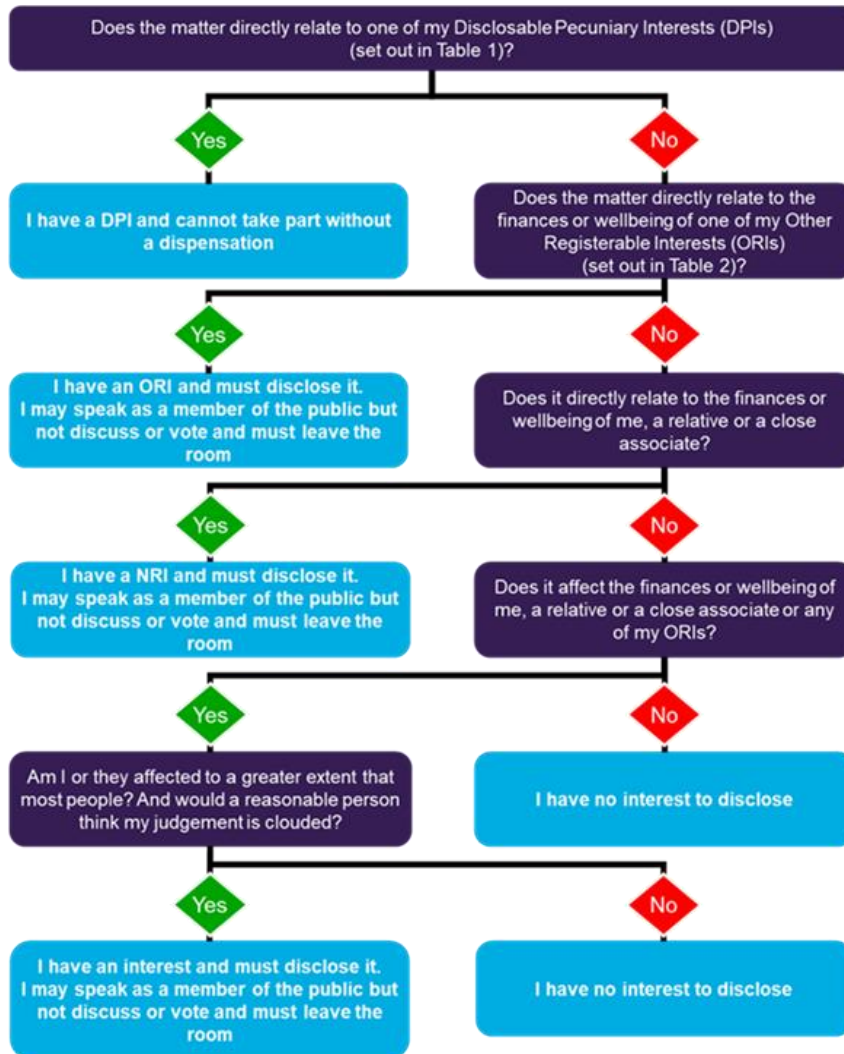 Does the matter directly relate to one of my Disclosable Pecuniary Interests (DPIs)
(set out in Table 1)?
Yes
No
I have a DPI and cannot take part without
a dispensation
Does the matter directly relate to the
finances or wellbeing of one of my Other
Registerable Interests (ORIs)
(set out in Table 2)?
Yes
No
I have an ORI and must disclose it.
I may speak as a member of the public but
not discuss or vote and must leave the
room
Does it directly relate to the finances or
wellbeing of me, a relative or a close
associate?
Yes
No
I have a NRI and must disclose it.
I may speak as a member of the public but
not discuss or vote and must leave the
room
Does it affect the finances or wellbeing of
me, a relative or a close associate or any
of my ORIs?
Yes
No
Am I or they affected to a greater extent that
most people? And would a reasonable person
think my judgement is clouded?
I have no interest to disclose
Yes
No
I have an interest and must disclose it.
I may speak as a member of the public but
not discuss or vote and must leave the
room
I have no interest to disclose